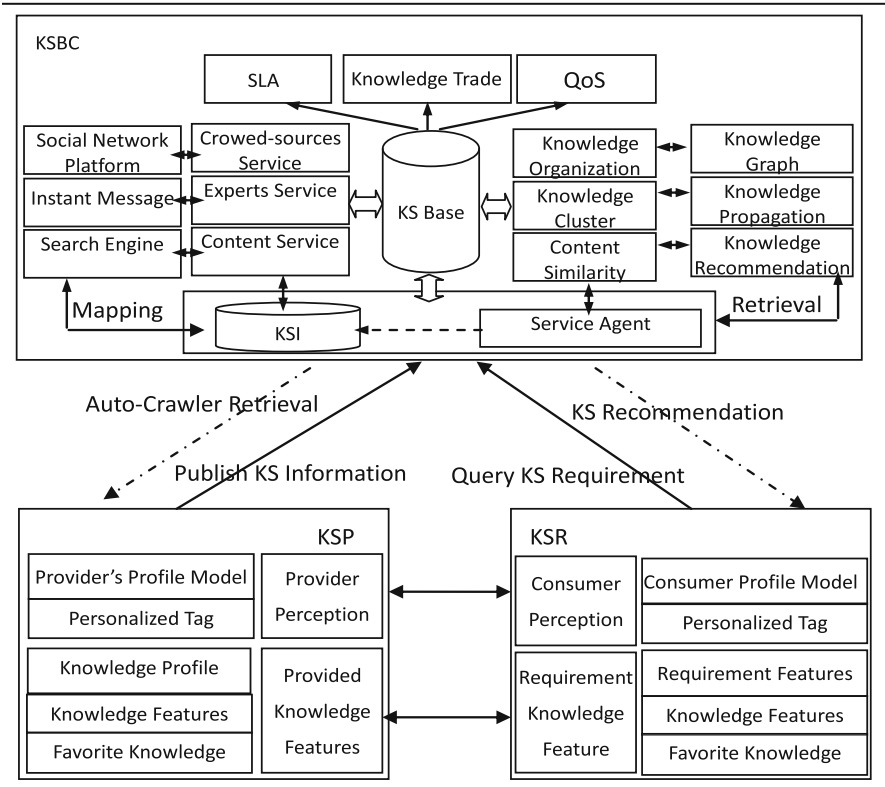 KSBC
SLA
Knowledge Trade
QoS
Social Network
Platform
Crowed-sources
Service
Instant Message
Experts Service
Search Engine
Content Service
KS Base
Knowledge
Organization
Knowledge
Graph
Knowledge
Cluster
Knowledge
Propagation
Content
Similarity
Knowledge
Recommendation
Mapping
KSI
Service Agent
Retrieval
Auto-Crawler Retrieval
KS Recommendation
Publish KS Information
Query KS Requirement
KSP
Provider's Profile Model
Personalized Tag
Provider
Perception
Knowledge Profile
Knowledge Features
Favorite Knowledge
Provided
Knowledge
Features
KSR
Consumer
Perception
Consumer Profile Model
Personalized Tag
Requirement
Knowledge
Feature
Requirement Features
Knowledge Features
Favorite Knowledge